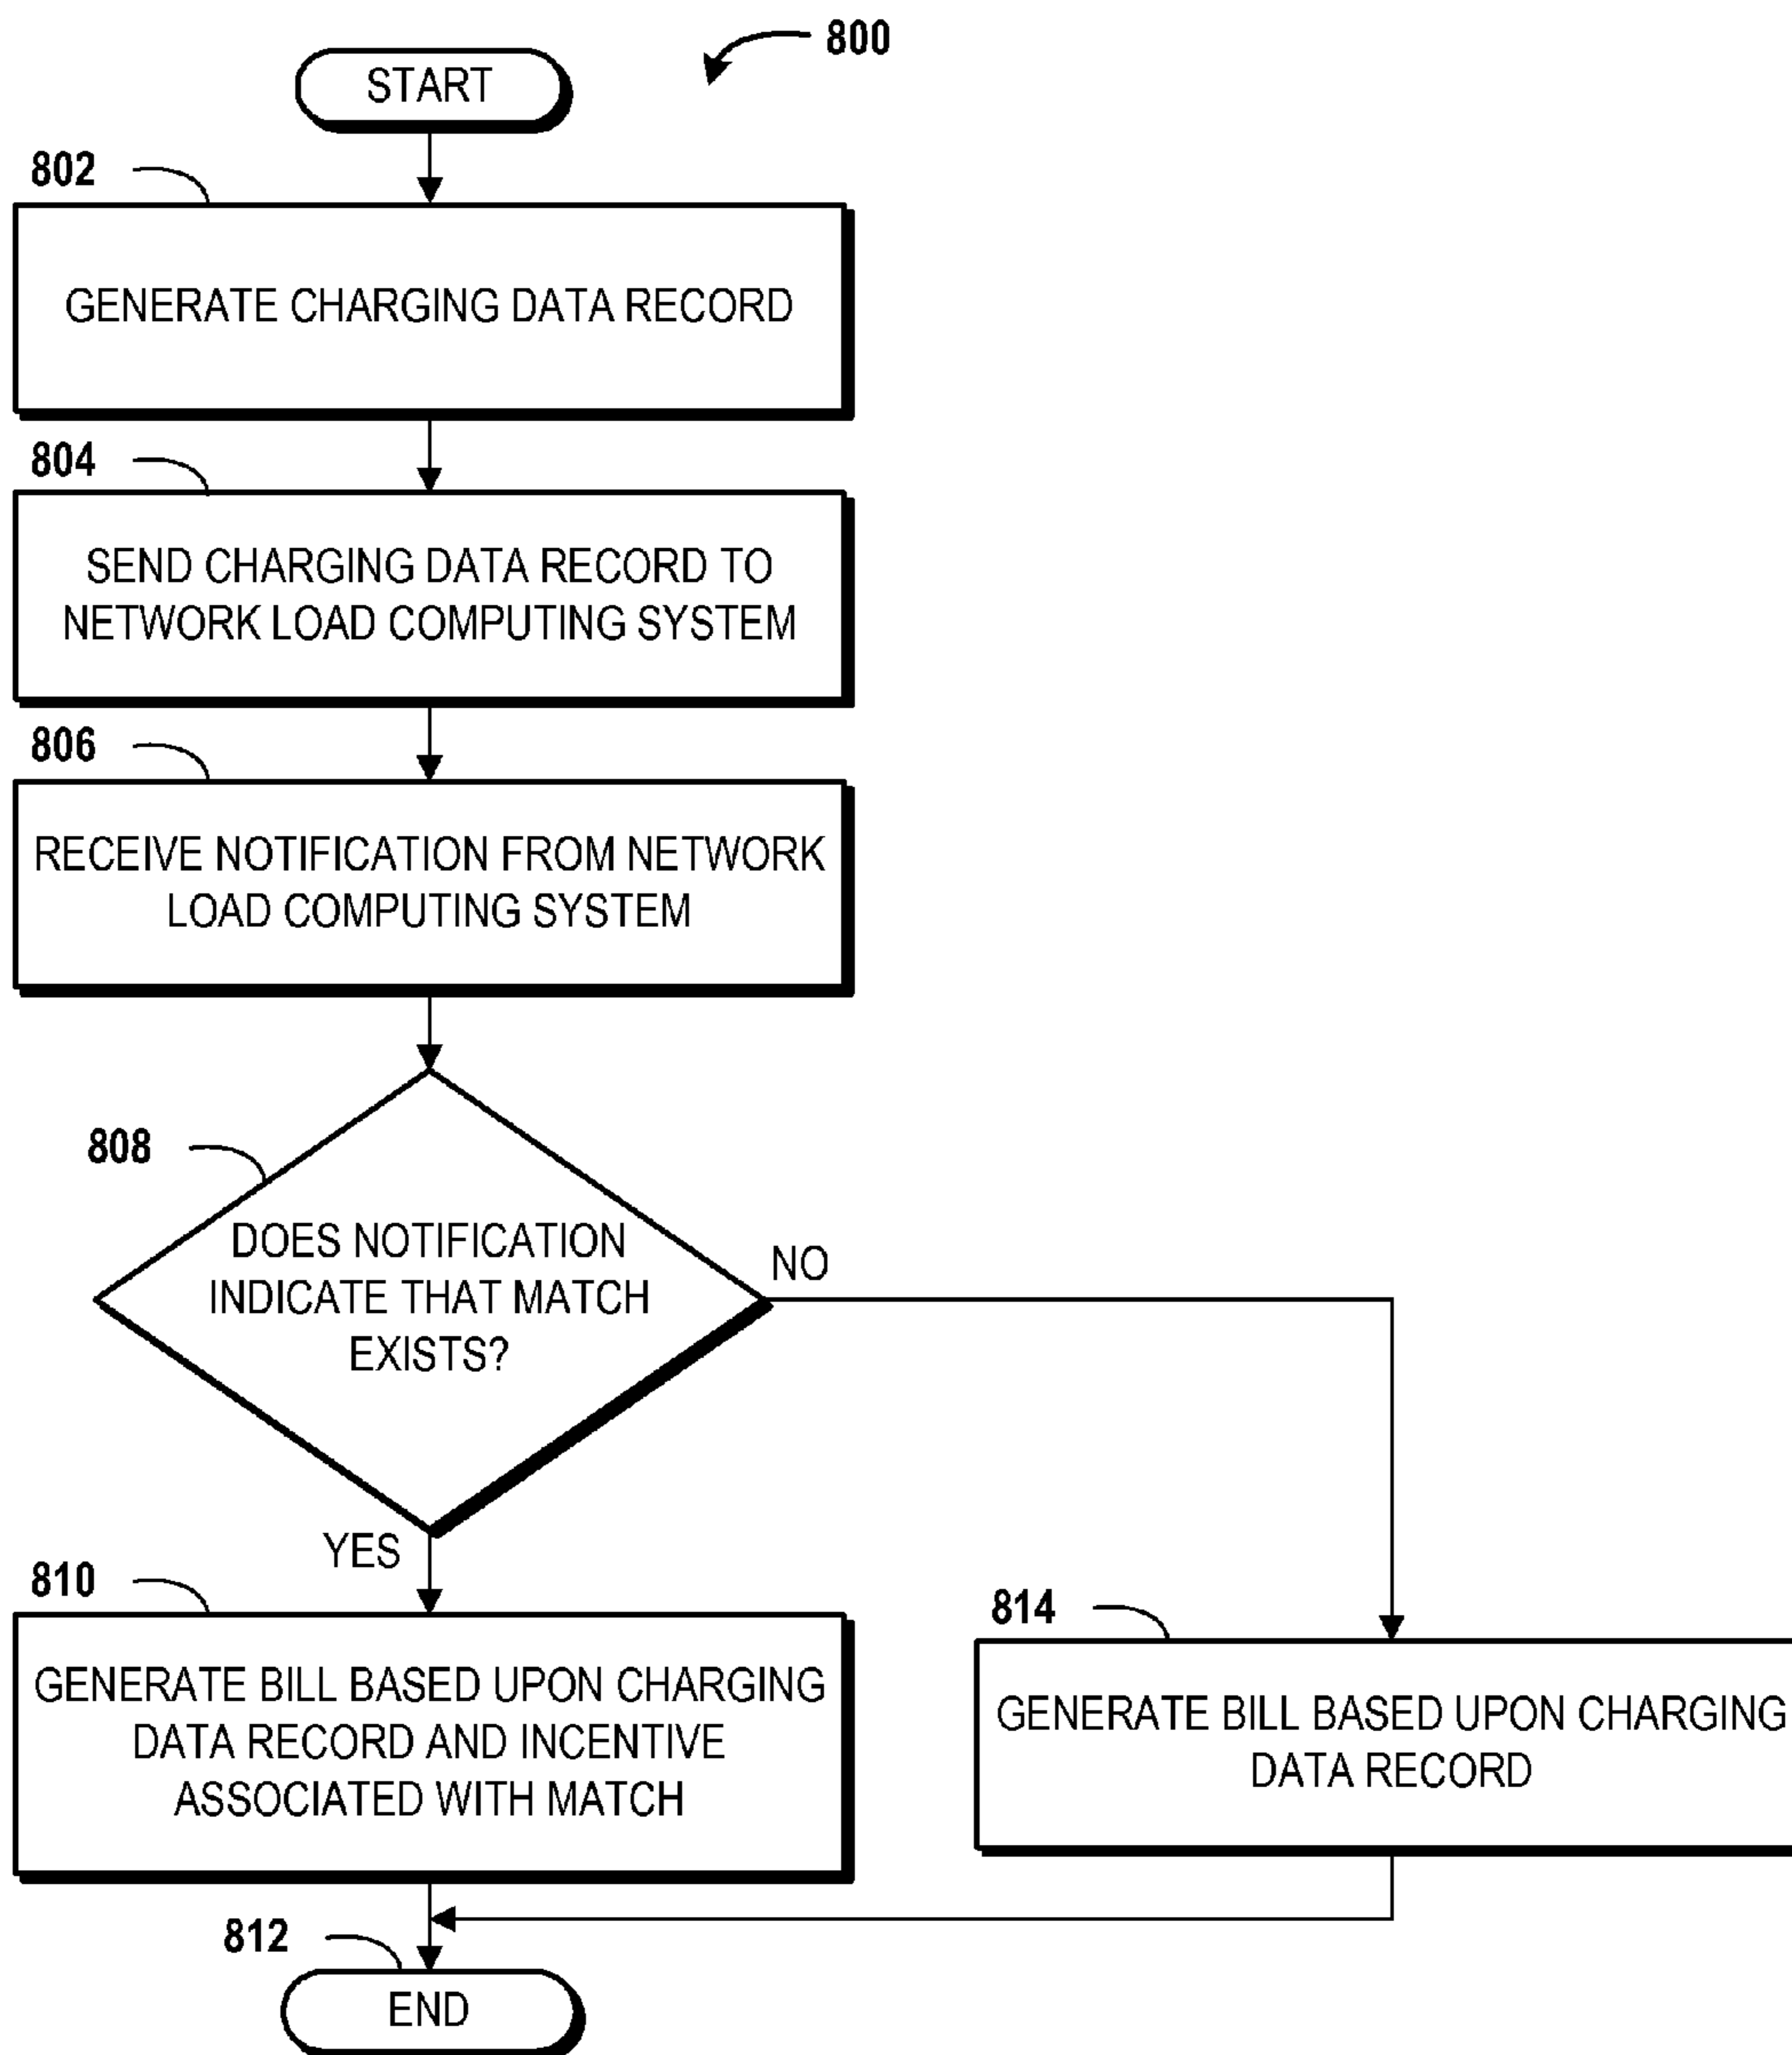 800
START
802
GENERATE CHARGING DATA RECORD
804
SEND CHARGING DATA RECORD TO
NETWORK LOAD COMPUTING SYSTEM
806
RECEIVE NOTIFICATION FROM NETWORK
LOAD COMPUTING SYSTEM
808
DOES NOTIFICATION
INDICATE THAT MATCH
EXISTS?
NO
YES
810
GENERATE BILL BASED UPON CHARGING
DATA RECORD AND INCENTIVE
ASSOCIATED WITH MATCH
814
GENERATE BILL BASED UPON CHARGING
DATA RECORD
812
END